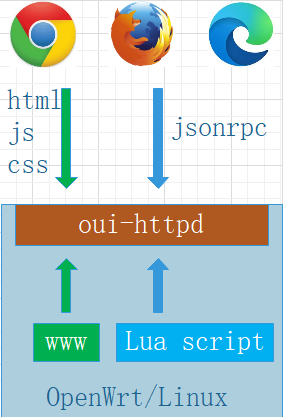 html
js
css
jsonrpc
oui-httpd
www
Lua script
OpenWrt/Linux